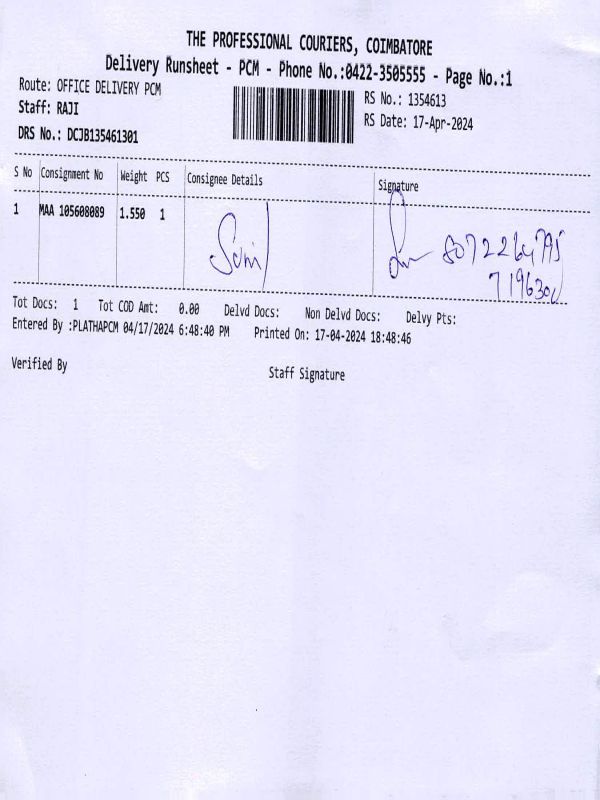 THE PROFESSIONAL COURIERS, COIMBATORE
Delivery Runsheet - PCM - Phone No.:0422-3505555 - Page No.:1
Route: OFFICE DELIVERY PCM
Staff: RAJI
DRS No.: DCJB135461301
RS No.: 1354613
RS Date: 17-Apr-2024
S No Consignment No Weight PCS Consignee Details Signature
1 MAA 105608089 1.550 1
Tot Docs: 1 Tot COD Amt: 0.00 Delvd Docs: Non Delvd Docs: Delvy Pts:
Entered By :PLATHAPCM 04/17/2024 6:48:40 PM Printed On: 17-04-2024 18:48:46
Verified By Staff Signature